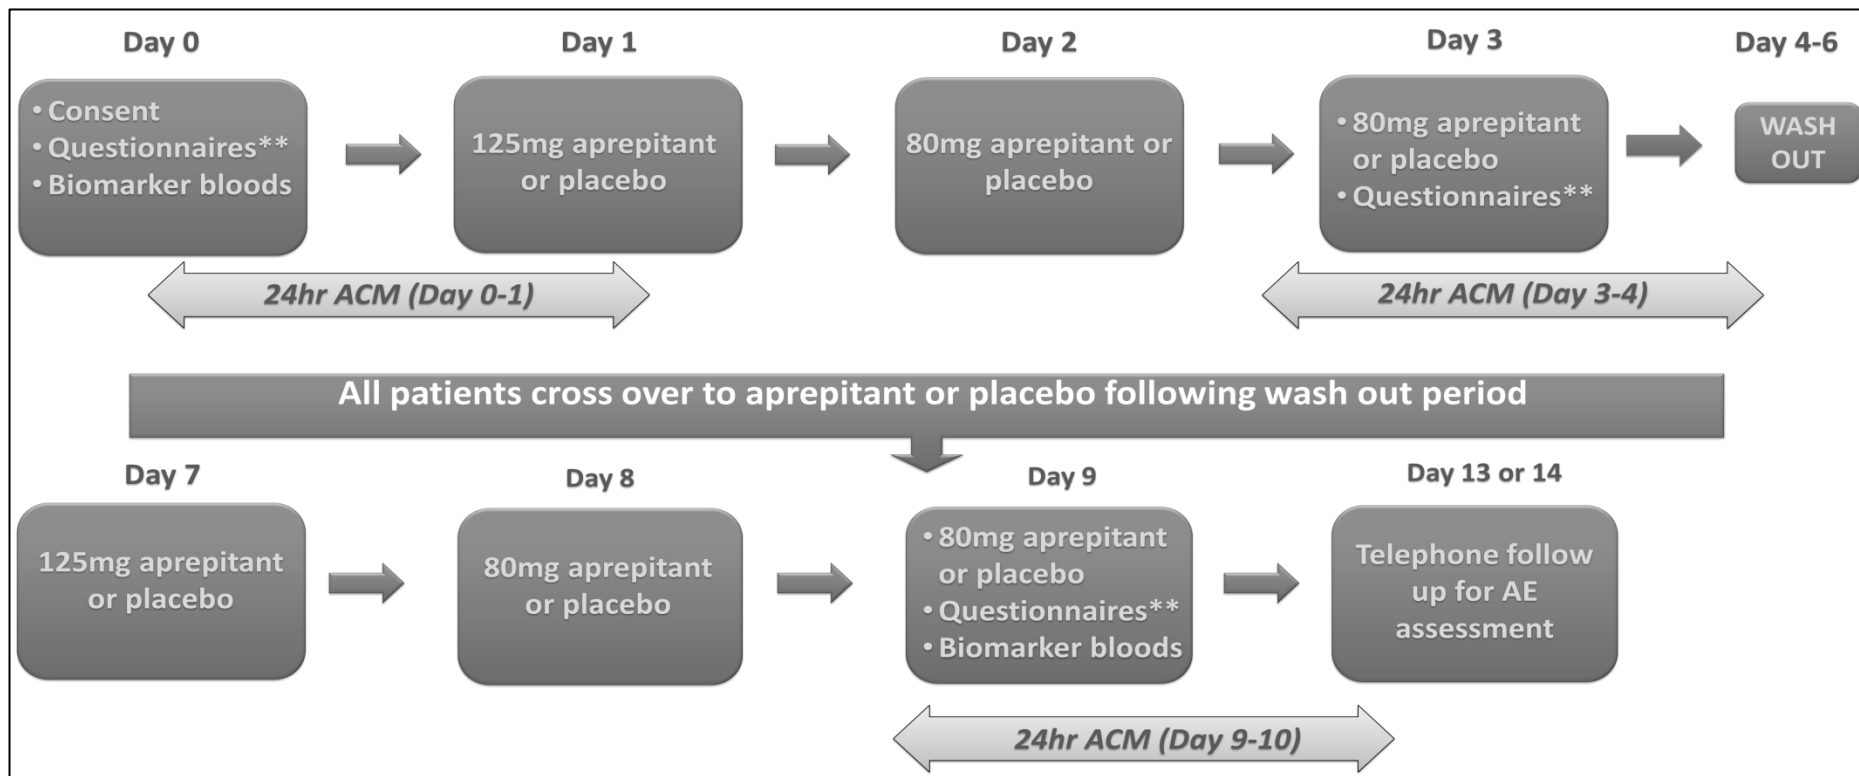 Day 0
Day 1
Day 2
Day 3
Day 4-6
• Consent
• Questionnaires**
• Biomarker bloods
125mg aprepitant
or placebo
80mg aprepitant or
placebo
• 80mg aprepitant
or placebo
• Questionnaires**
WASH
OUT
24hr ACM (Day 0-1)
24hr ACM (Day 3-4)
All patients cross over to aprepitant or placebo following wash out period
Day 7
Day 8
Day 9
Day 13 or 14
125mg aprepitant
or placebo
80mg aprepitant
or placebo
• 80mg aprepitant
or placebo
• Questionnaires**
• Biomarker bloods
Telephone follow
up for AE
assessment
24hr ACM (Day 9-10)